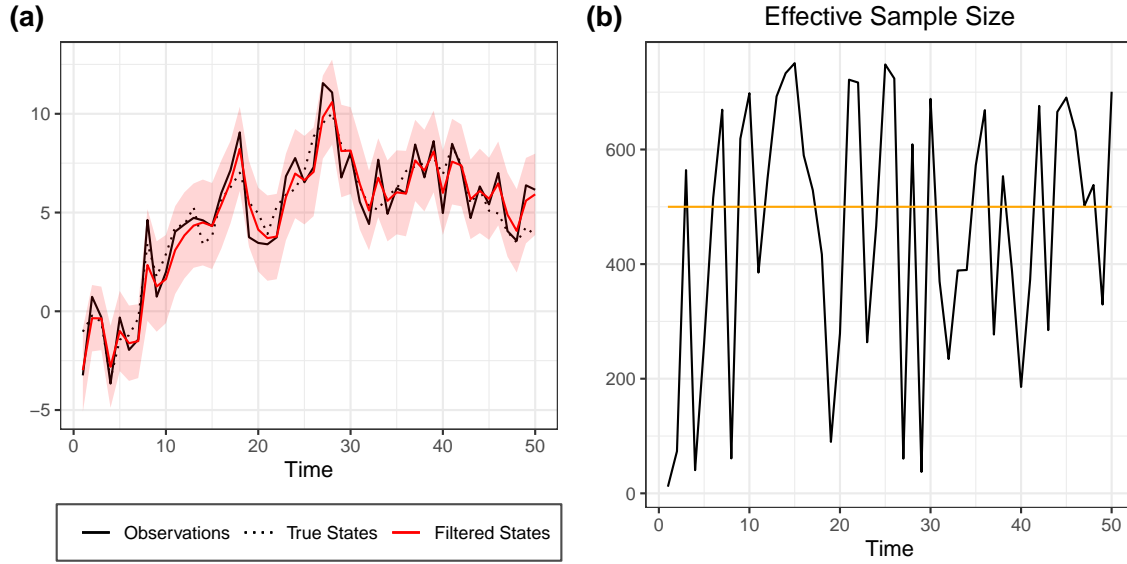 (a)
10
5
0
−5
0 10 20 30 40 50
Time
Observations True States Filtered States
(b)
Effective Sample Size
600
400
200
0
0 10 20 30 40 50
Time